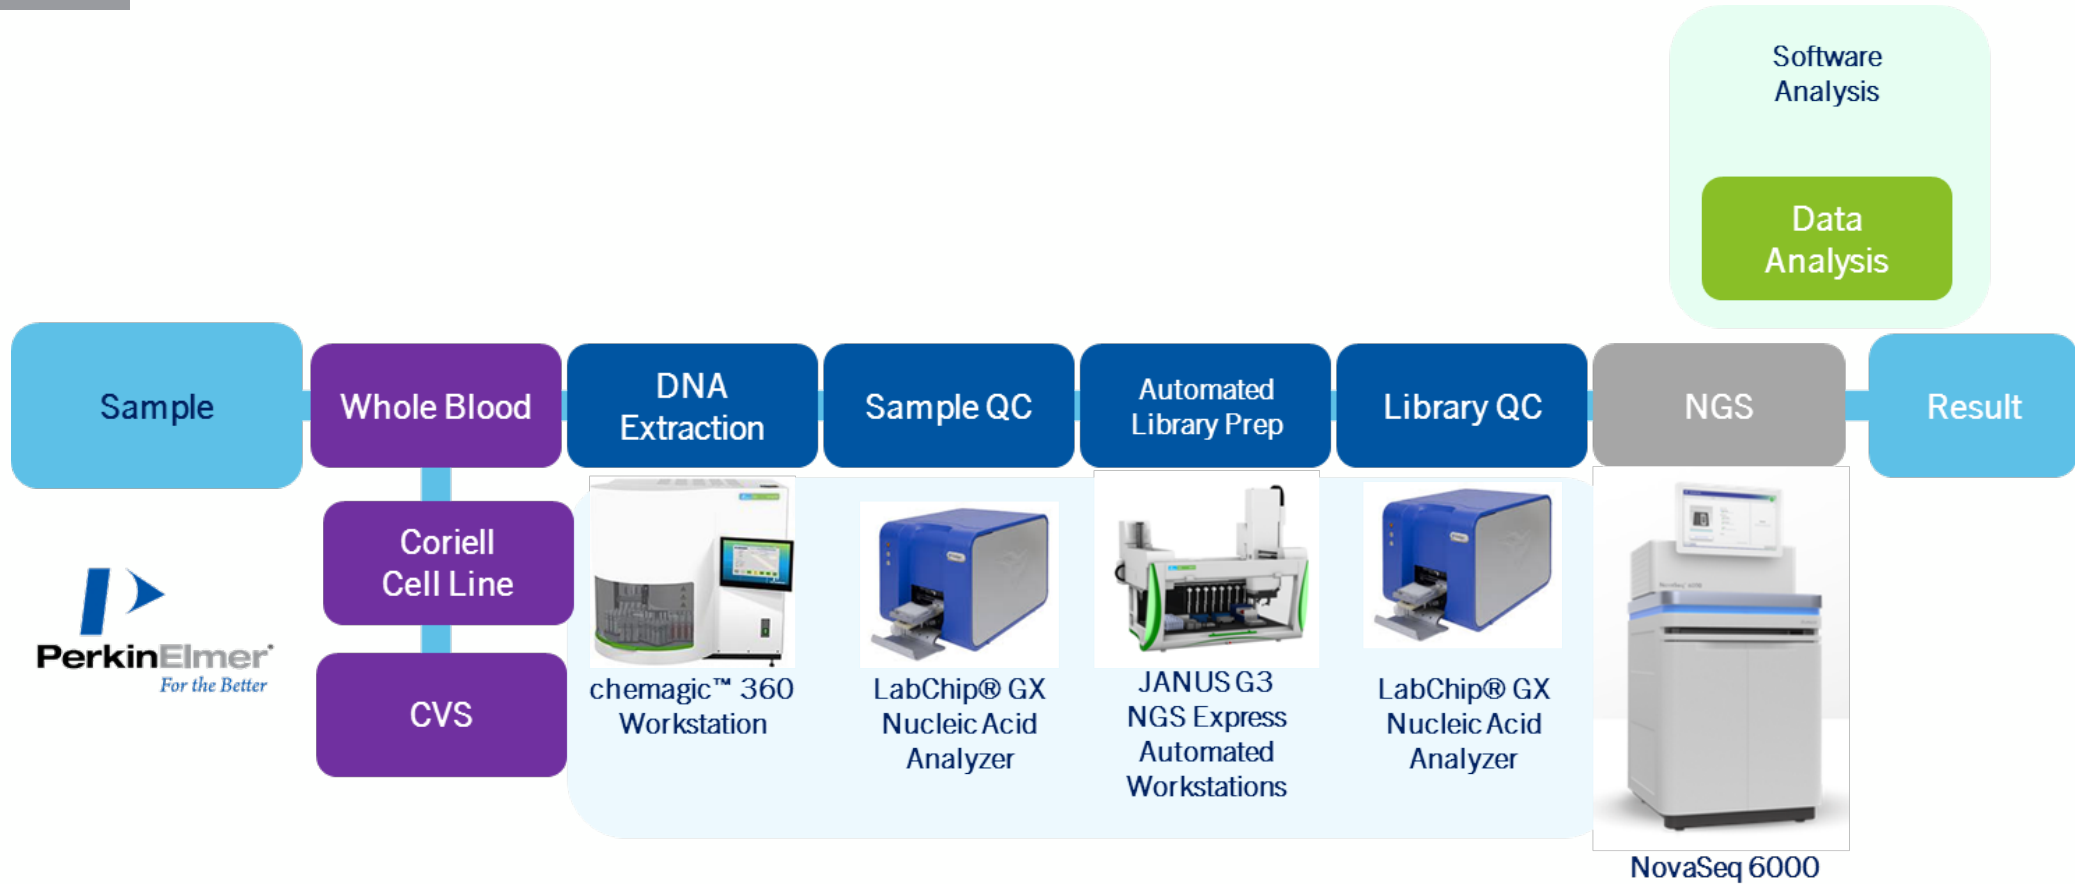 Software
Analysis
Data
Analysis
Sample
Whole Blood
DNA
Extraction
Sample QC
Automated
Library Prep
Library QC
NGS
Result
Coriell
Cell Line
CVS
PerkinElmer
For the Better
chemagic™ 360
Workstation
LabChip® GX
Nucleic Acid
Analyzer
JANUS G3
NGS Express
Automated
Workstations
LabChip® GX
Nucleic Acid
Analyzer
NovaSeq 6000